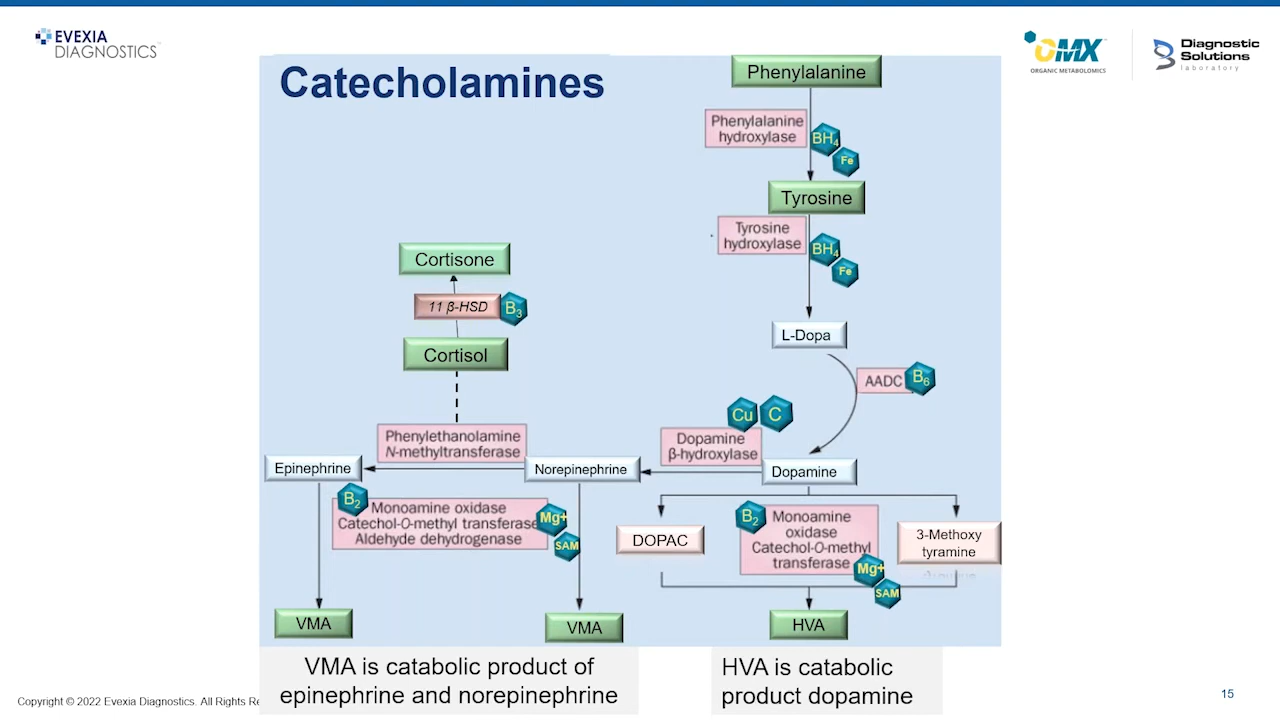 EVEXIA
DIAGNOSTICS
OMX
ORGANIC METABOLOMICS
Diagnostic
Solutions
laboratory
Catecholamines
Phenylalanine
Phenylalanine
hydroxylase
BH4
Fe
Tyrosine
Tyrosine
hydroxylase
BH4
Fe
Cortisone
11 β-HSD
B3
Cortisol
L-Dopa
AADC
B6
Cu
C
Phenylethanolamine
N-methyltransferase
Dopamine
β-hydroxylase
Epinephrine
Norepinephrine
Dopamine
B2
Monoamine oxidase
Catechol-O-methyl transferase
Aldehyde dehydrogenase
Mg+
SAM
DOPAC
B2
Monoamine
oxidase
Catechol-O-methyl
transferase
Mg+
SAM
3-Methoxy
tyramine
VMA
VMA
HVA
VMA is catabolic product of
epinephrine and norepinephrine
HVA is catabolic
product dopamine
Copyright © 2022 Evexia Diagnostics. All Rights Re
15